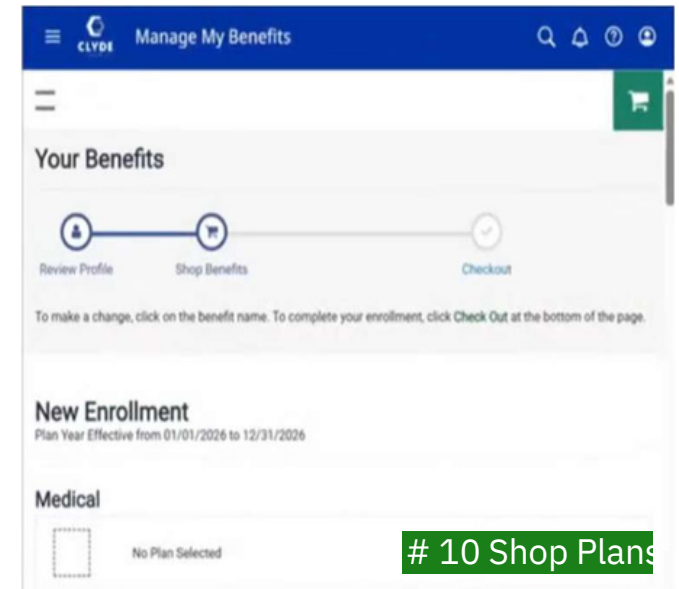 CLYDE Manage My Benefits
Your Benefits
Review Profile Shop Benefits Checkout
To make a change, click on the benefit name. To complete your enrollment, click Check Out at the bottom of the page.
New Enrollment
Plan Year Effective from 01/01/2026 to 12/31/2026
Medical
No Plan Selected
# 10 Shop Plans